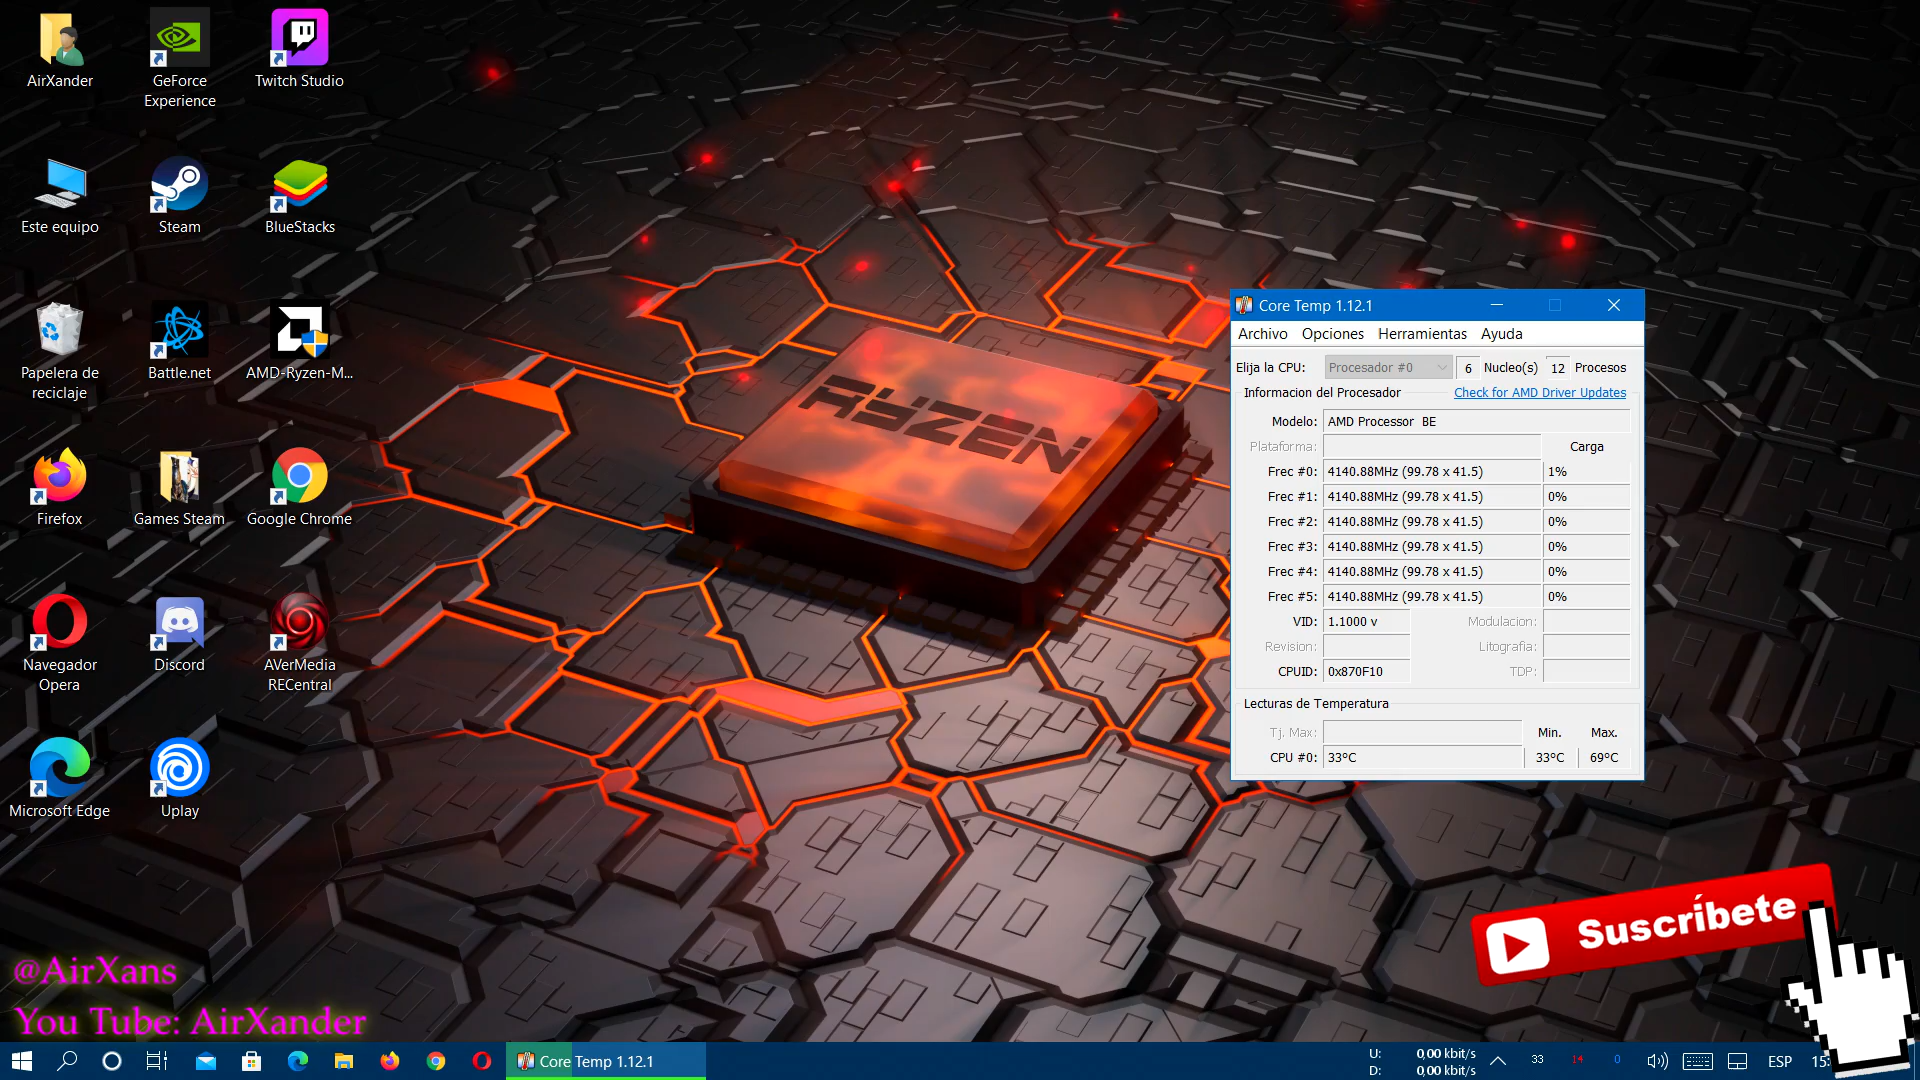 AirXander
GeForce Experience
Twitch Studio
Este equipo
Steam
BlueStacks
Papelera de reciclaje
Battle.net
AMD-Ryzen-M...
Firefox
Games Steam
Google Chrome
Navegador Opera
Discord
AVerMedia RECentral
Microsoft Edge
Uplay
RYZEN
Core Temp 1.12.1
Archivo Opciones Herramientas Ayuda
Elija la CPU: Procesador #0 6 Nucleo(s) 12 Procesos
Informacion del Procesador Check for AMD Driver Updates
Modelo: AMD Processor BE
Plataforma: Carga
Frec #0: 4140.88MHz (99.78 x 41.5) 1%
Frec #1: 4140.88MHz (99.78 x 41.5) 0%
Frec #2: 4140.88MHz (99.78 x 41.5) 0%
Frec #3: 4140.88MHz (99.78 x 41.5) 0%
Frec #4: 4140.88MHz (99.78 x 41.5) 0%
Frec #5: 4140.88MHz (99.78 x 41.5) 0%
VID: 1.1000 v Modulacion:
Revision: Litografia:
CPUID: 0x870F10 TDP:
Lecturas de Temperatura
Tj. Max: Min. Max.
CPU #0: 33ºC 33ºC 69ºC
Suscríbete
@AirXans
You Tube: AirXander
Core Temp 1.12.1
U: 0,00 kbit/s
D: 0,00 kbit/s
33 14 0
ESP 15: